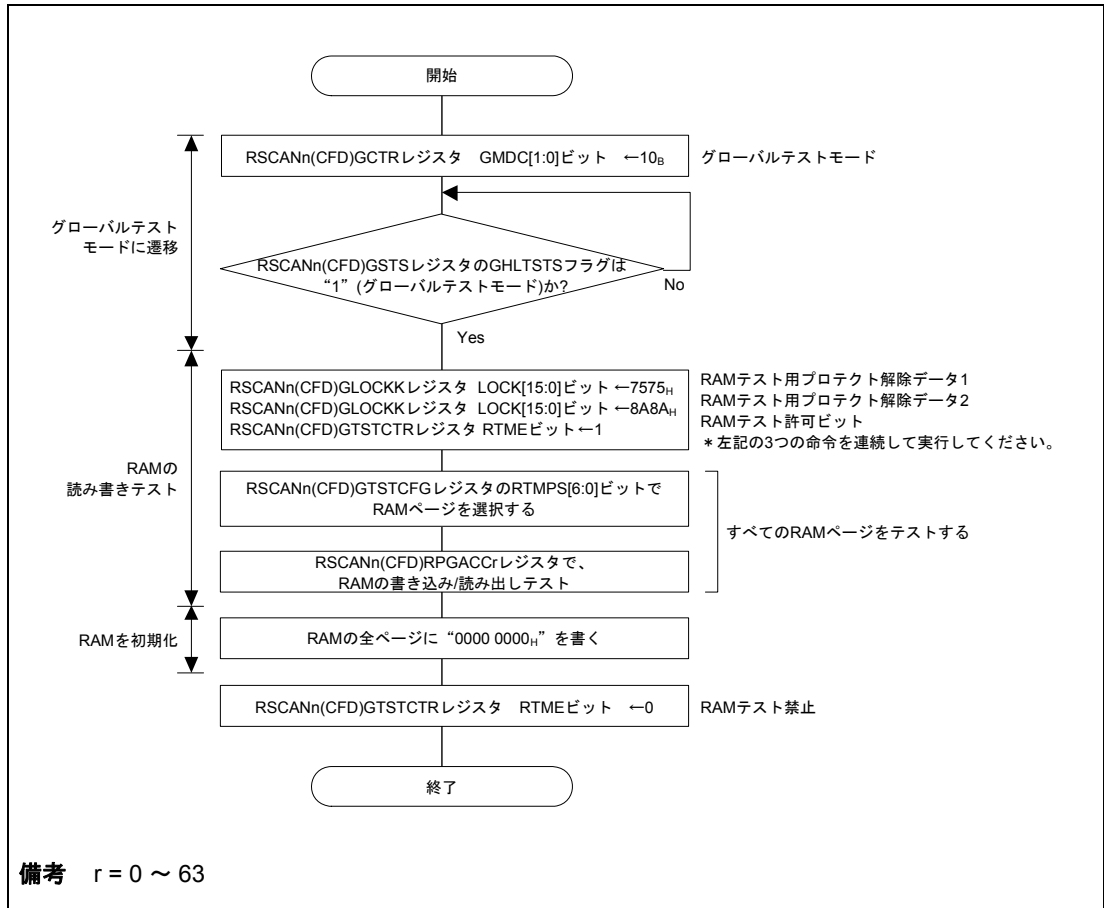 開始
RSCANn(CFD)GCTRレジスタ　GMDC[1:0]ビット　←10B
グローバルテストモード
グローバルテスト
モードに遷移
RSCANn(CFD)GSTSレジスタのGHLTSTSフラグは
“1”(グローバルテストモード)か?
No
Yes
RSCANn(CFD)GLOCKKレジスタ LOCK[15:0]ビット ←7575H
RSCANn(CFD)GLOCKKレジスタ LOCK[15:0]ビット ←8A8AH
RSCANn(CFD)GTSTCTRレジスタ RTMEビット←1
RAMテスト用プロテクト解除データ1
RAMテスト用プロテクト解除データ2
RAMテスト許可ビット
＊左記の3つの命令を連続して実行してください。
RAMの
読み書きテスト
RSCANn(CFD)GTSTCFGレジスタのRTMPS[6:0]ビットで
RAMページを選択する
すべてのRAMページをテストする
RSCANn(CFD)RPGACCrレジスタで、
RAMの書き込み/読み出しテスト
RAMを初期化
RAMの全ページに“0000 0000H”を書く
RSCANn(CFD)GTSTCTRレジスタ　RTMEビット　←0
RAMテスト禁止
終了
備考　r = 0 ～ 63